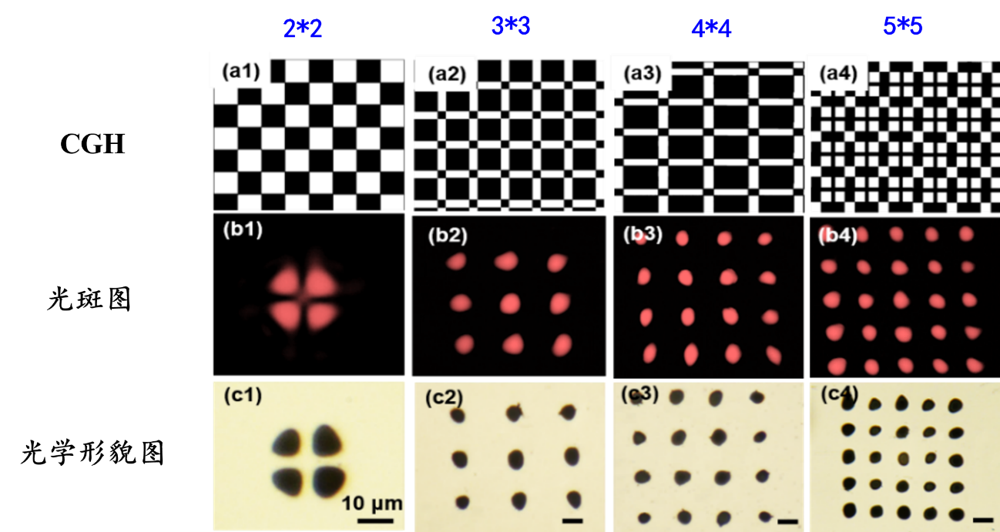 2*2 3*3 4*4 5*5
(a1) (a2) (a3) (a4)
CGH
(b1) (b2) (b3) (b4)
光斑图
(c1) (c2) (c3) (c4)
光学形貌图
10 μm